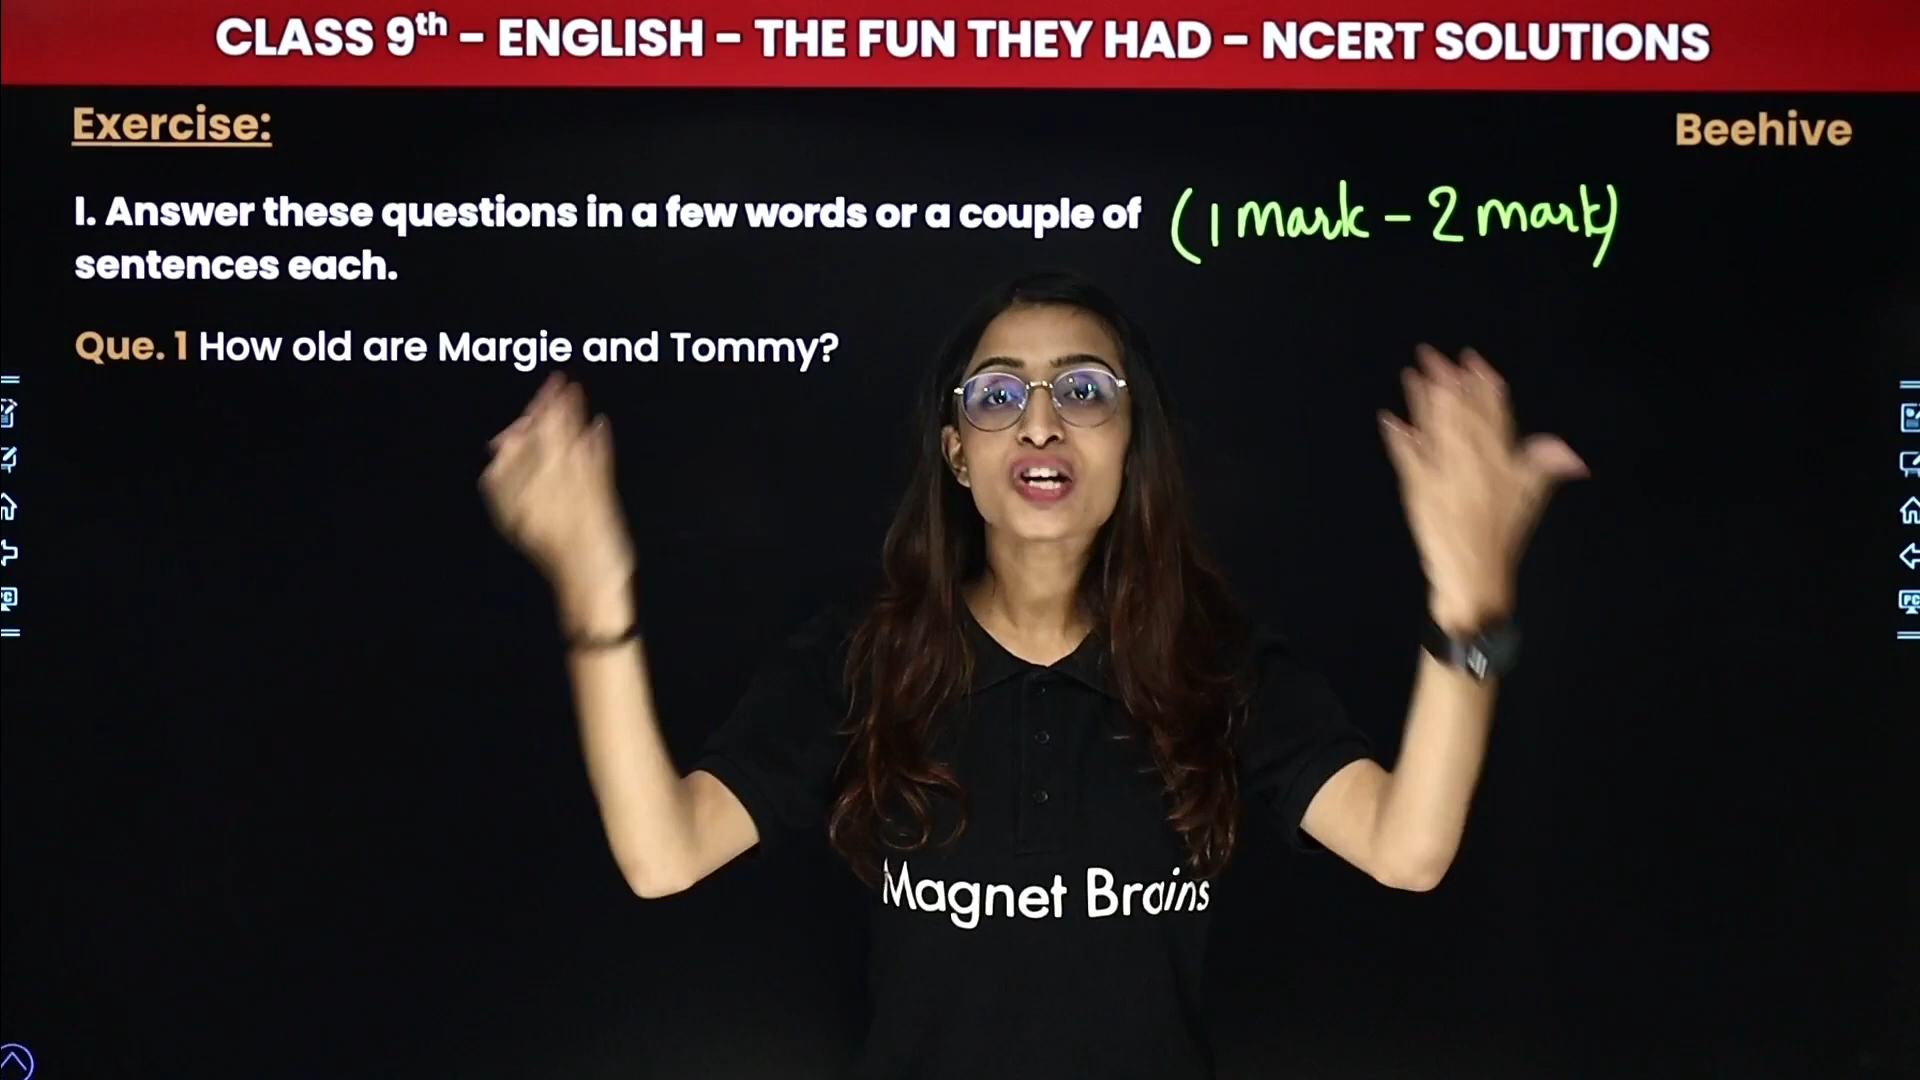 CLASS 9th - ENGLISH - THE FUN THEY HAD - NCERT SOLUTIONS
Exercise:
Beehive
I. Answer these questions in a few words or a couple of (1 mark - 2 mark)
sentences each.
Que. 1 How old are Margie and Tommy?
Magnet Brains